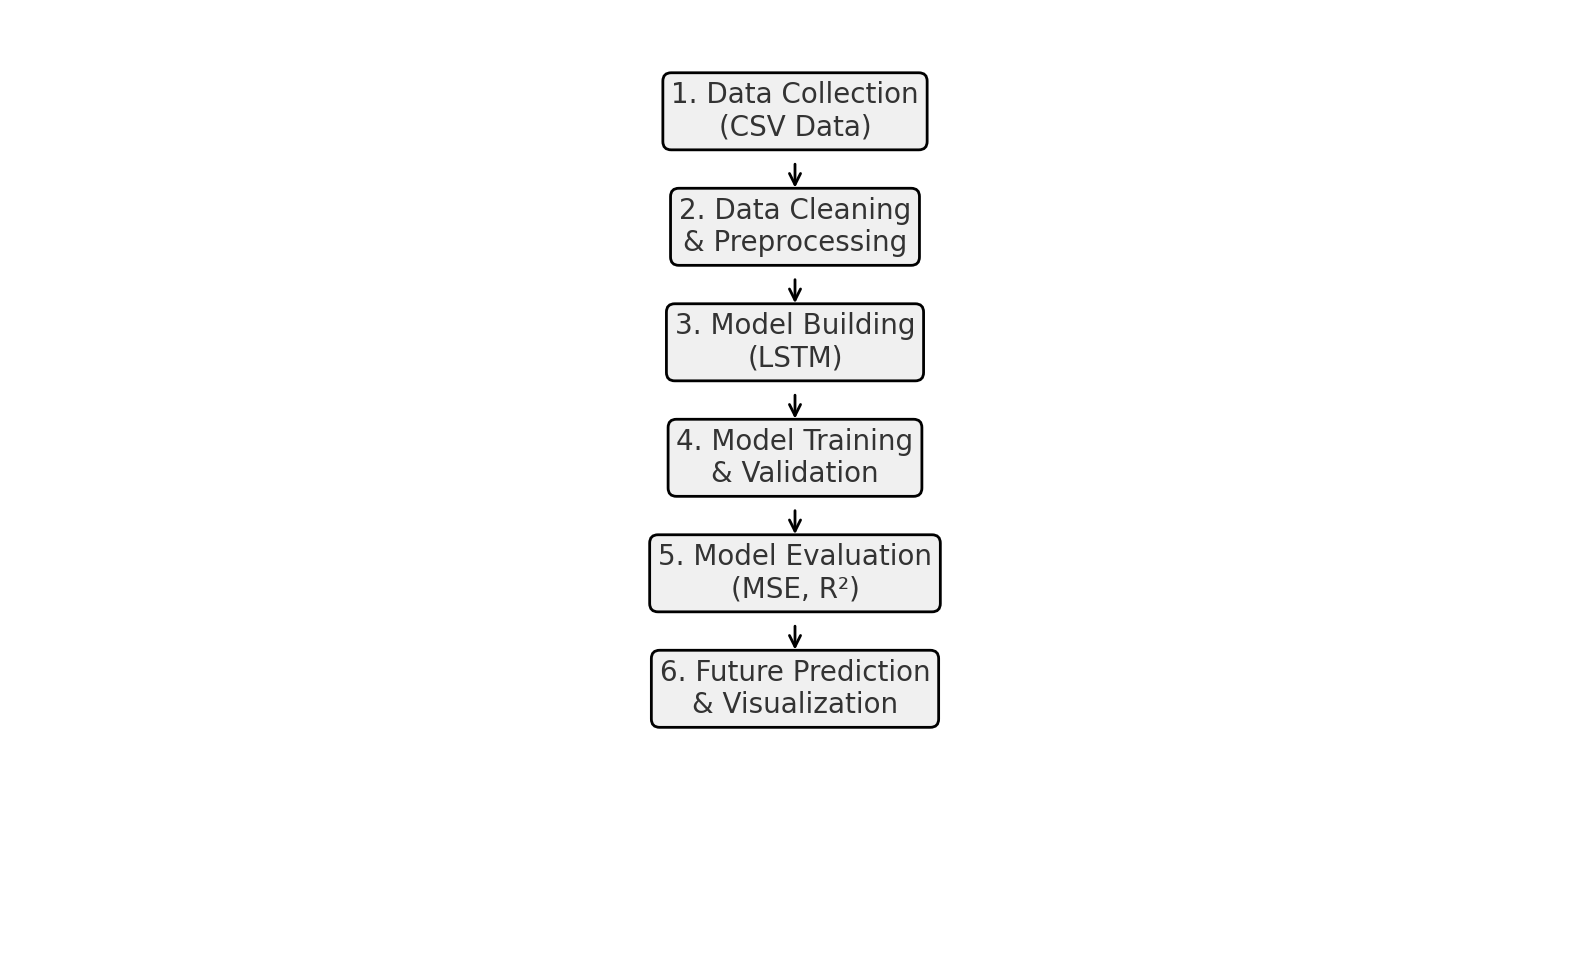 1. Data Collection
(CSV Data)
2. Data Cleaning
& Preprocessing
3. Model Building
(LSTM)
4. Model Training
& Validation
5. Model Evaluation
(MSE, R²)
6. Future Prediction
& Visualization